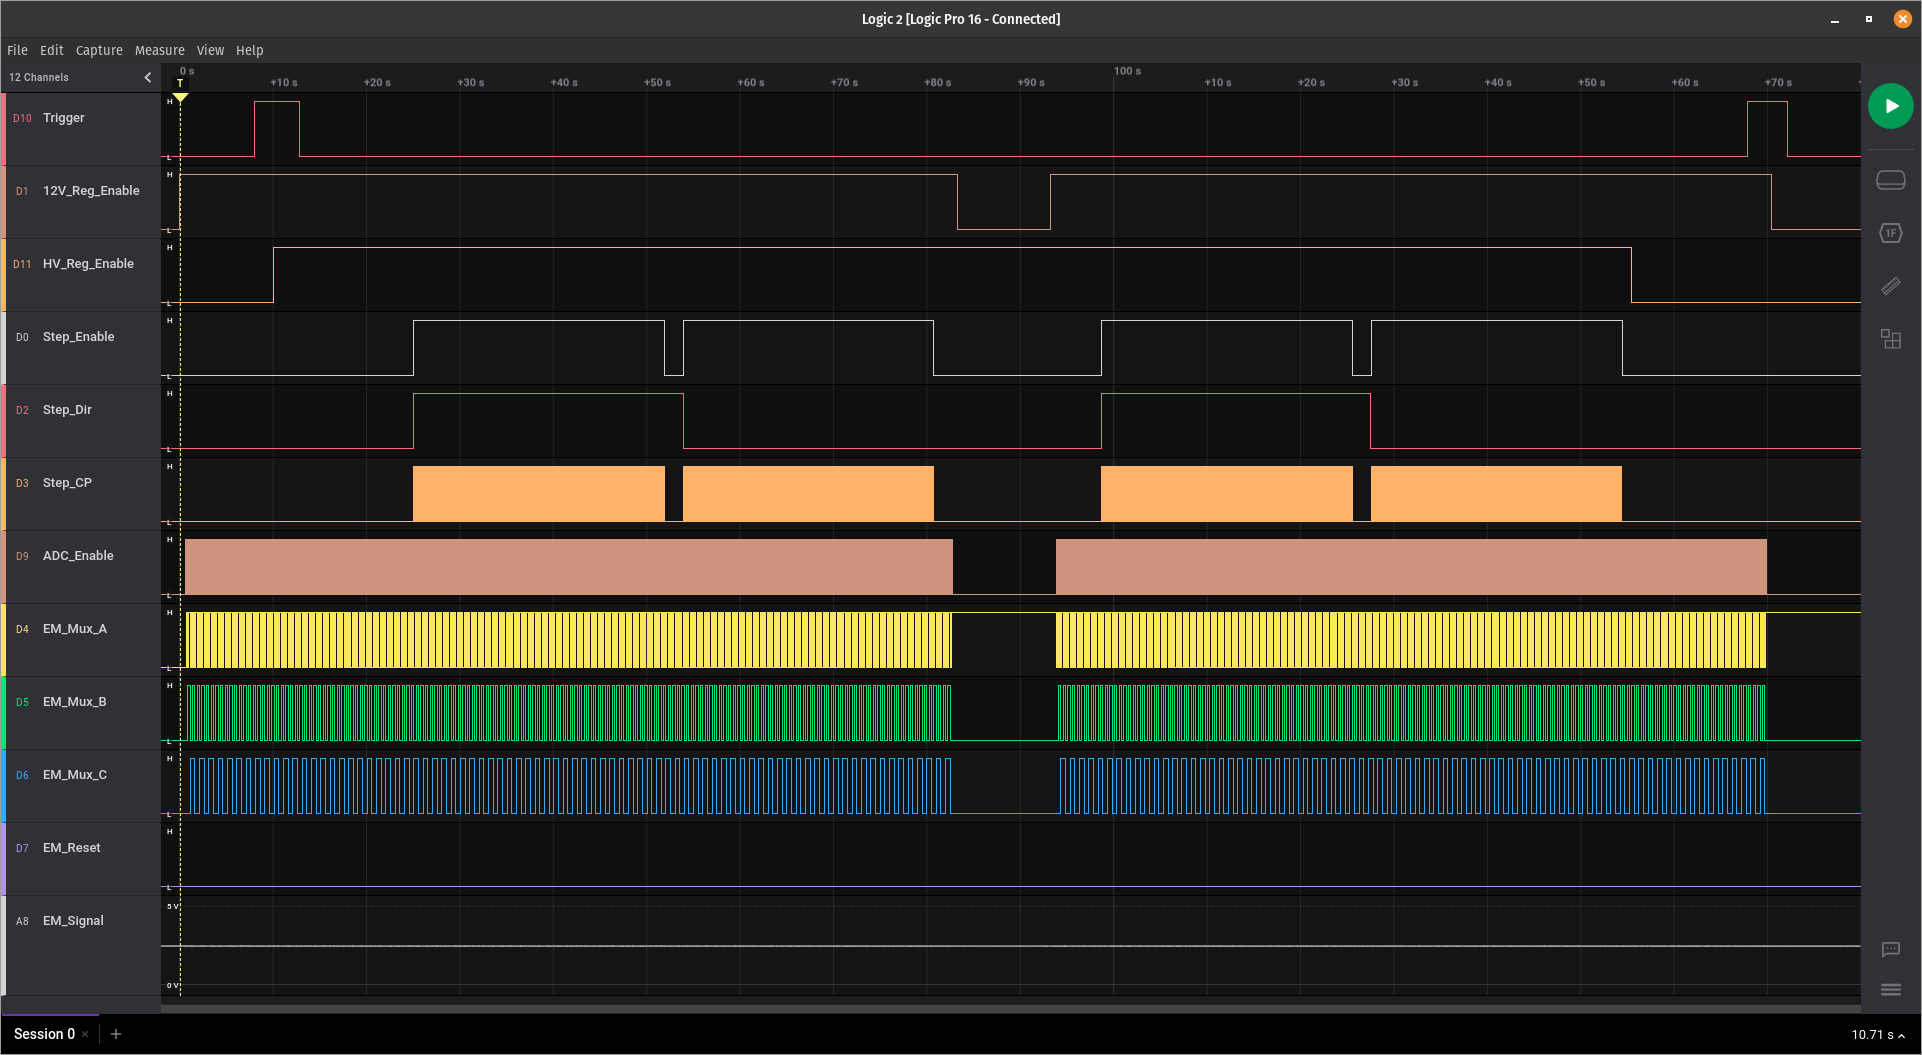 Logic 2 [Logic Pro 16 - Connected]
File Edit Capture Measure View Help
12 Channels
0 s 100 s
T +10 s +20 s +30 s +40 s +50 s +60 s +70 s +80 s +90 s +10 s +20 s +30 s +40 s +50 s +60 s +70 s
H
D10 Trigger
L
H
D1 12V_Reg_Enable
L
H
D11 HV_Reg_Enable
L
H
D0 Step_Enable
L
H
D2 Step_Dir
L
H
D3 Step_CP
L
H
D9 ADC_Enable
L
H
D4 EM_Mux_A
L
H
D5 EM_Mux_B
L
H
D6 EM_Mux_C
L
H
D7 EM_Reset
L
5 V
A8 EM_Signal
0 V
1F
Session 0
10.71 s